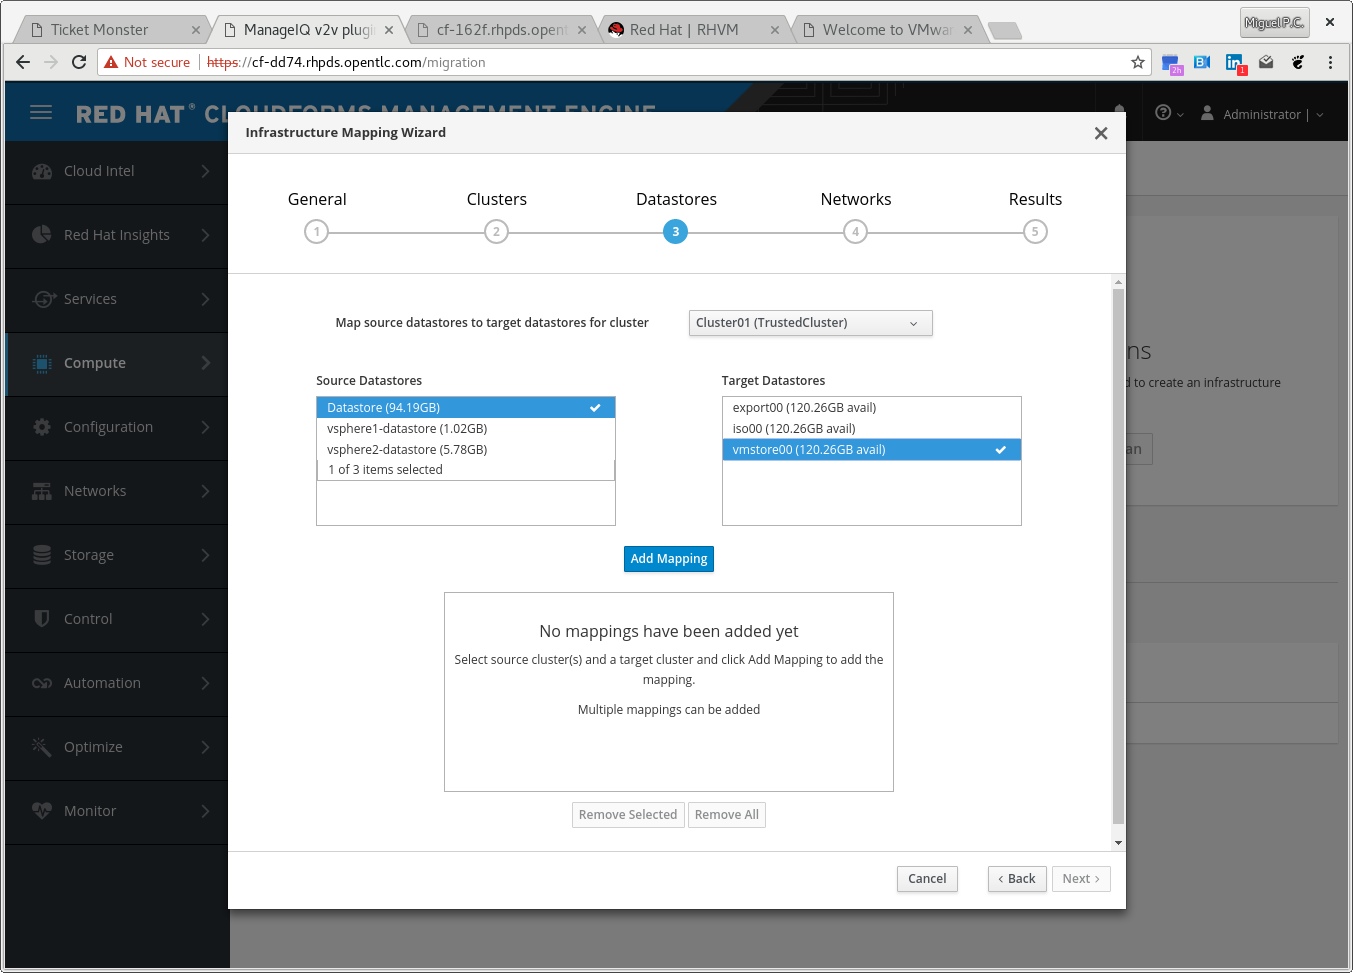 Ticket Monster
ManageIQ v2v plugin
cf-162f.rhpds.opent
Red Hat | RHVM
Welcome to VMwar
Miguel P.C.
Not secure
https://cf-dd74.rhpds.opentlc.com/migration
2h
1
RED HAT® CLOUDFORMS MANAGEMENT ENGINE
Administrator |
Cloud Intel
Red Hat Insights
Services
Compute
Configuration
Networks
Storage
Control
Automation
Optimize
Monitor
Infrastructure Mapping Wizard
General
Clusters
Datastores
Networks
Results
1
2
3
4
5
Map source datastores to target datastores for cluster
Cluster01 (TrustedCluster)
Source Datastores
Target Datastores
Datastore (94.19GB)
vsphere1-datastore (1.02GB)
vsphere2-datastore (5.78GB)
1 of 3 items selected
export00 (120.26GB avail)
iso00 (120.26GB avail)
vmstore00 (120.26GB avail)
Add Mapping
No mappings have been added yet
Select source cluster(s) and a target cluster and click Add Mapping to add the
mapping.
Multiple mappings can be added
Remove Selected
Remove All
Cancel
< Back
Next >
ns
d to create an infrastructure
an